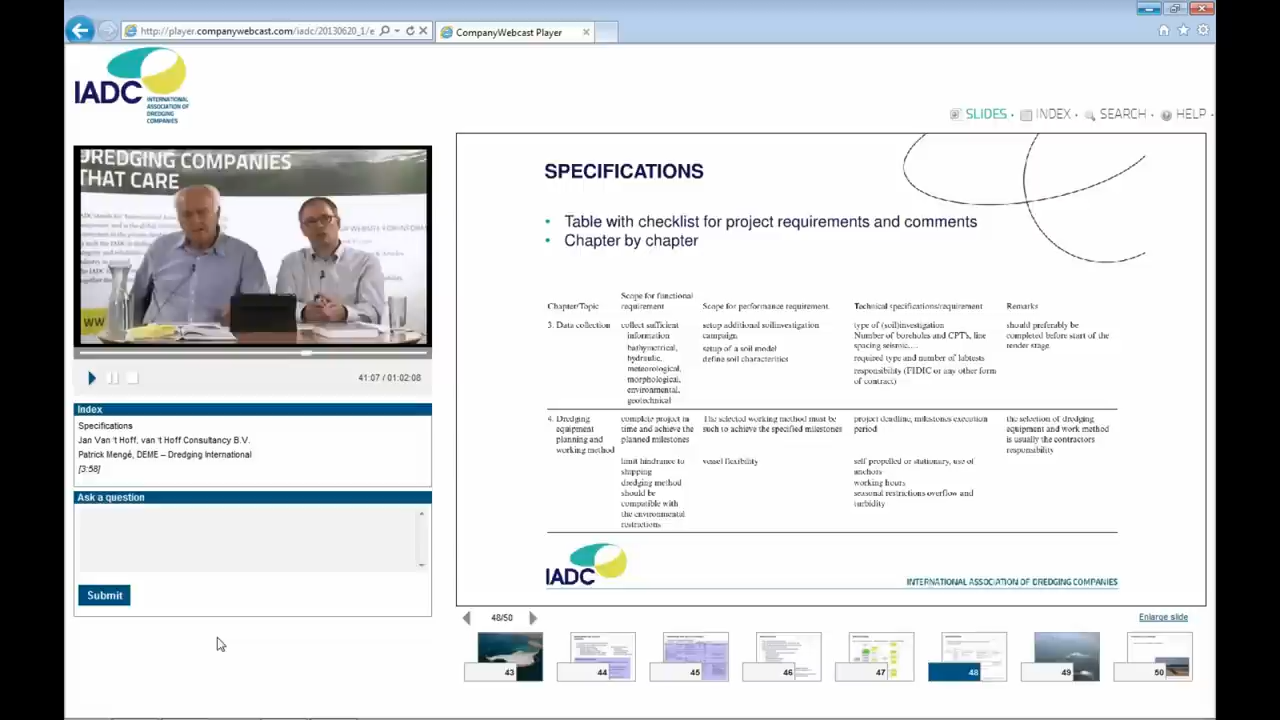 http://player.companywebcast.com/iadc/20130620_1/e
CompanyWebcast Player
IADC
INTERNATIONAL
ASSOCIATION OF
DREDGING
COMPANIES
SLIDES
INDEX
SEARCH
HELP
DREDGING COMPANIES
THAT CARE
WW
41:07 / 01:02:08
Index
Specifications
Jan Van 't Hoff, van 't Hoff Consultancy B.V.
Patrick Mengé, DEME – Dredging International
[3:58]
Ask a question
Submit
SPECIFICATIONS
• Table with checklist for project requirements and comments
• Chapter by chapter
Chapter/Topic Scope for functional requirement Scope for performance requirement Technical specifications/requirement Remarks
3. Data collection
collect sufficient
information
bathymetrical,
hydraulic,
meteorological,
morphological,
environmental,
geotechnical
setup additional soilinvestigation
campaign
setup of a soil model
define soil characteristics
type of (soil)investigation
Number of boreholes and CPT's, line
spacing seismic....
required type and number of labtests
responsibility (FIDIC or any other form
of contract)
should preferably be
completed before start of the
tender stage.
4. Dredging
equipment
planning and
working method
complete project in
time and achieve the
planned milestones
limit hindrance to
shipping
dredging method
should be
compatible with
the environmental
restrictions
The selected working method must be
such to achieve the specified milestones
vessel flexibility
project deadline, milestones execution
period
self propelled or stationary, use of
anchors
working hours
seasonal restrictions overflow and
turbidity
the selection of dredging
equipment and work method
is usually the contractors
responsibility
IADC
INTERNATIONAL ASSOCIATION OF DREDGING COMPANIES
48/50
Enlarge slide
43
44
45
46
47
48
49
50